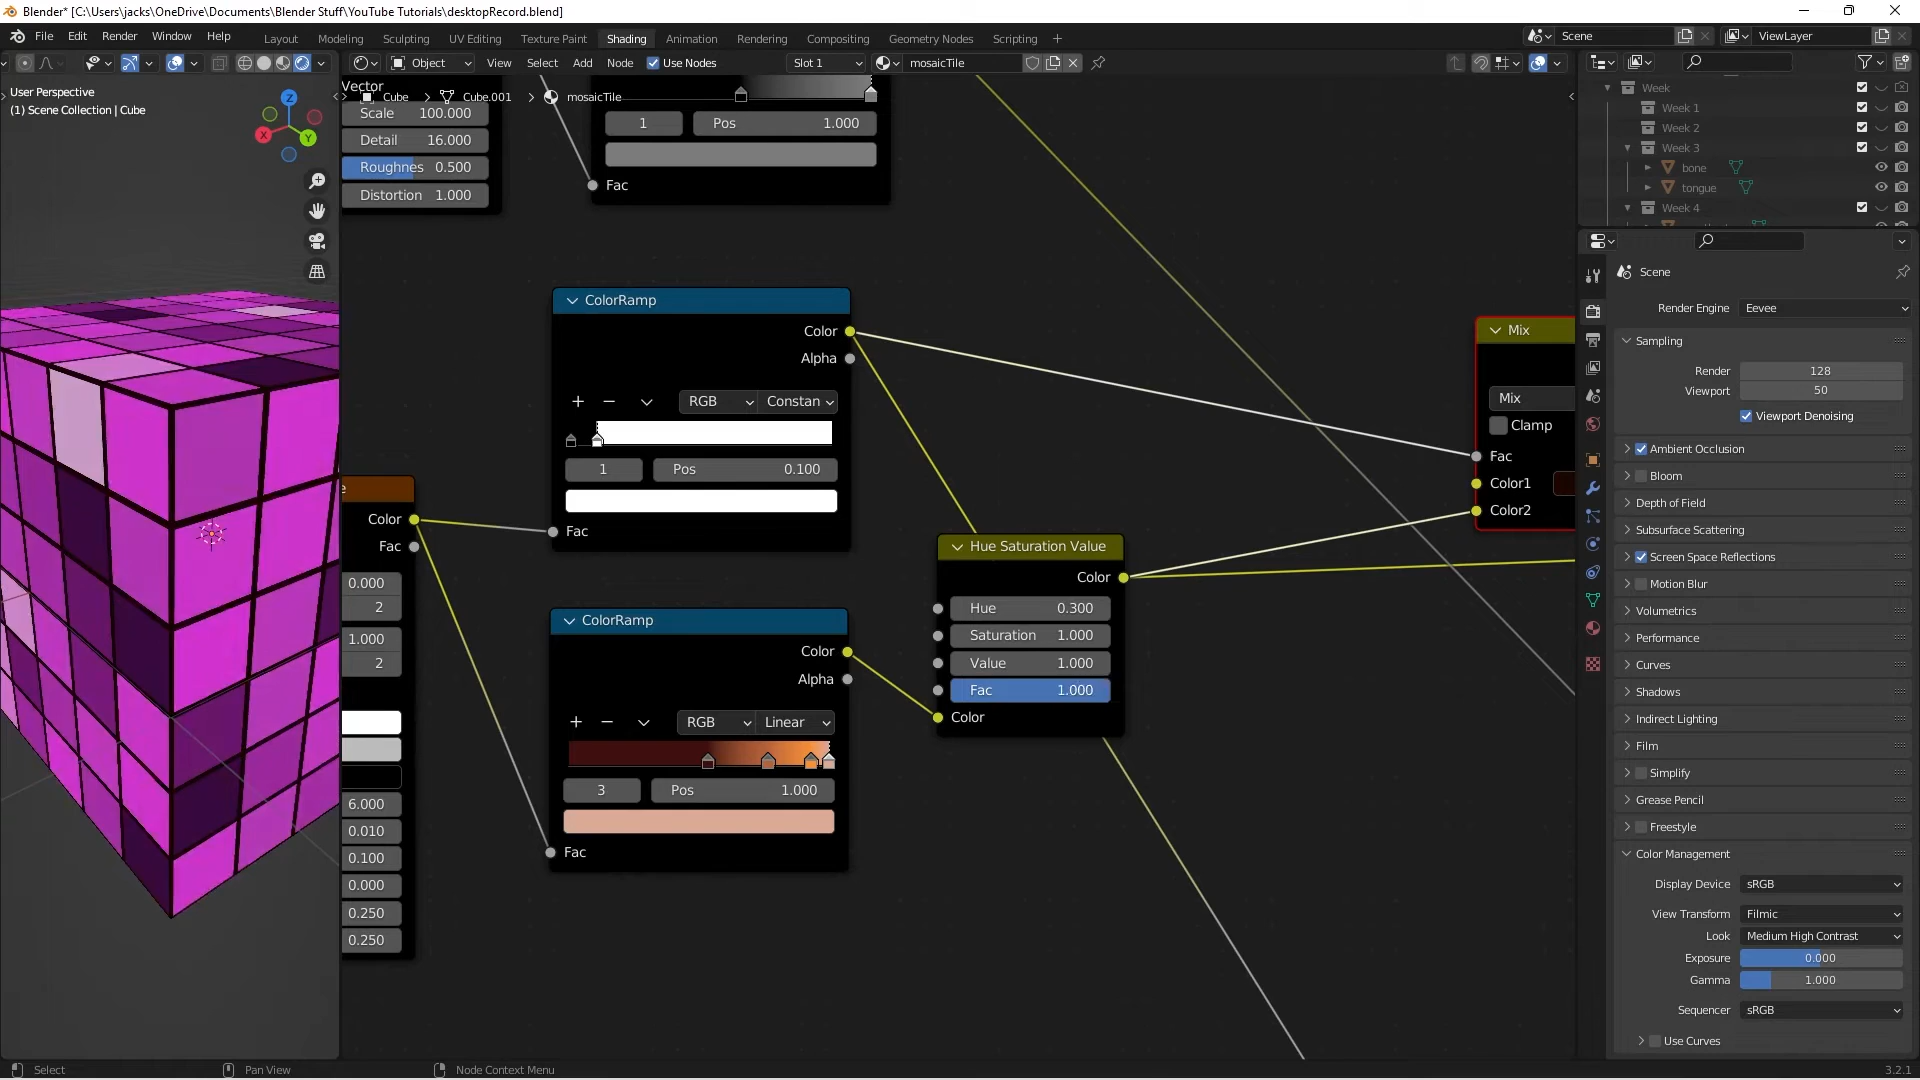 Blender* [C:\Users\jacks\OneDrive\Documents\Blender Stuff\YouTube Tutorials\desktopRecord.blend]
File Edit Render Window Help Layout Modeling Sculpting UV Editing Texture Paint Shading Animation Rendering Compositing Geometry Nodes Scripting + Scene ViewLayer
Object View Select Add Node Use Nodes Slot 1 mosaicTile
User Perspective
(1) Scene Collection | Cube
X
Y
Z
Vector
Cube > Cube.001 > mosaicTile
Scale 100.000
Detail 16.000
Roughnes 0.500
Distortion 1.000
1 Pos 1.000
Fac
ColorRamp
Color
Alpha
RGB Constan
1 Pos 0.100
Fac
e
Color
Fac
0.000
2
1.000
2
6.000
0.010
0.100
0.000
0.250
0.250
ColorRamp
Color
Alpha
RGB Linear
3 Pos 1.000
Fac
Hue Saturation Value
Color
Hue 0.300
Saturation 1.000
Value 1.000
Fac 1.000
Color
Mix
Mix
Clamp
Fac
Color1
Color2
Week
Week 1
Week 2
Week 3
bone
tongue
Week 4
Scene
Render Engine Eevee
Sampling
Render 128
Viewport 50
Viewport Denoising
Ambient Occlusion
Bloom
Depth of Field
Subsurface Scattering
Screen Space Reflections
Motion Blur
Volumetrics
Performance
Curves
Shadows
Indirect Lighting
Film
Simplify
Grease Pencil
Freestyle
Color Management
Display Device sRGB
View Transform Filmic
Look Medium High Contrast
Exposure 0.000
Gamma 1.000
Sequencer sRGB
Use Curves
Select Pan View Node Context Menu 3.2.1